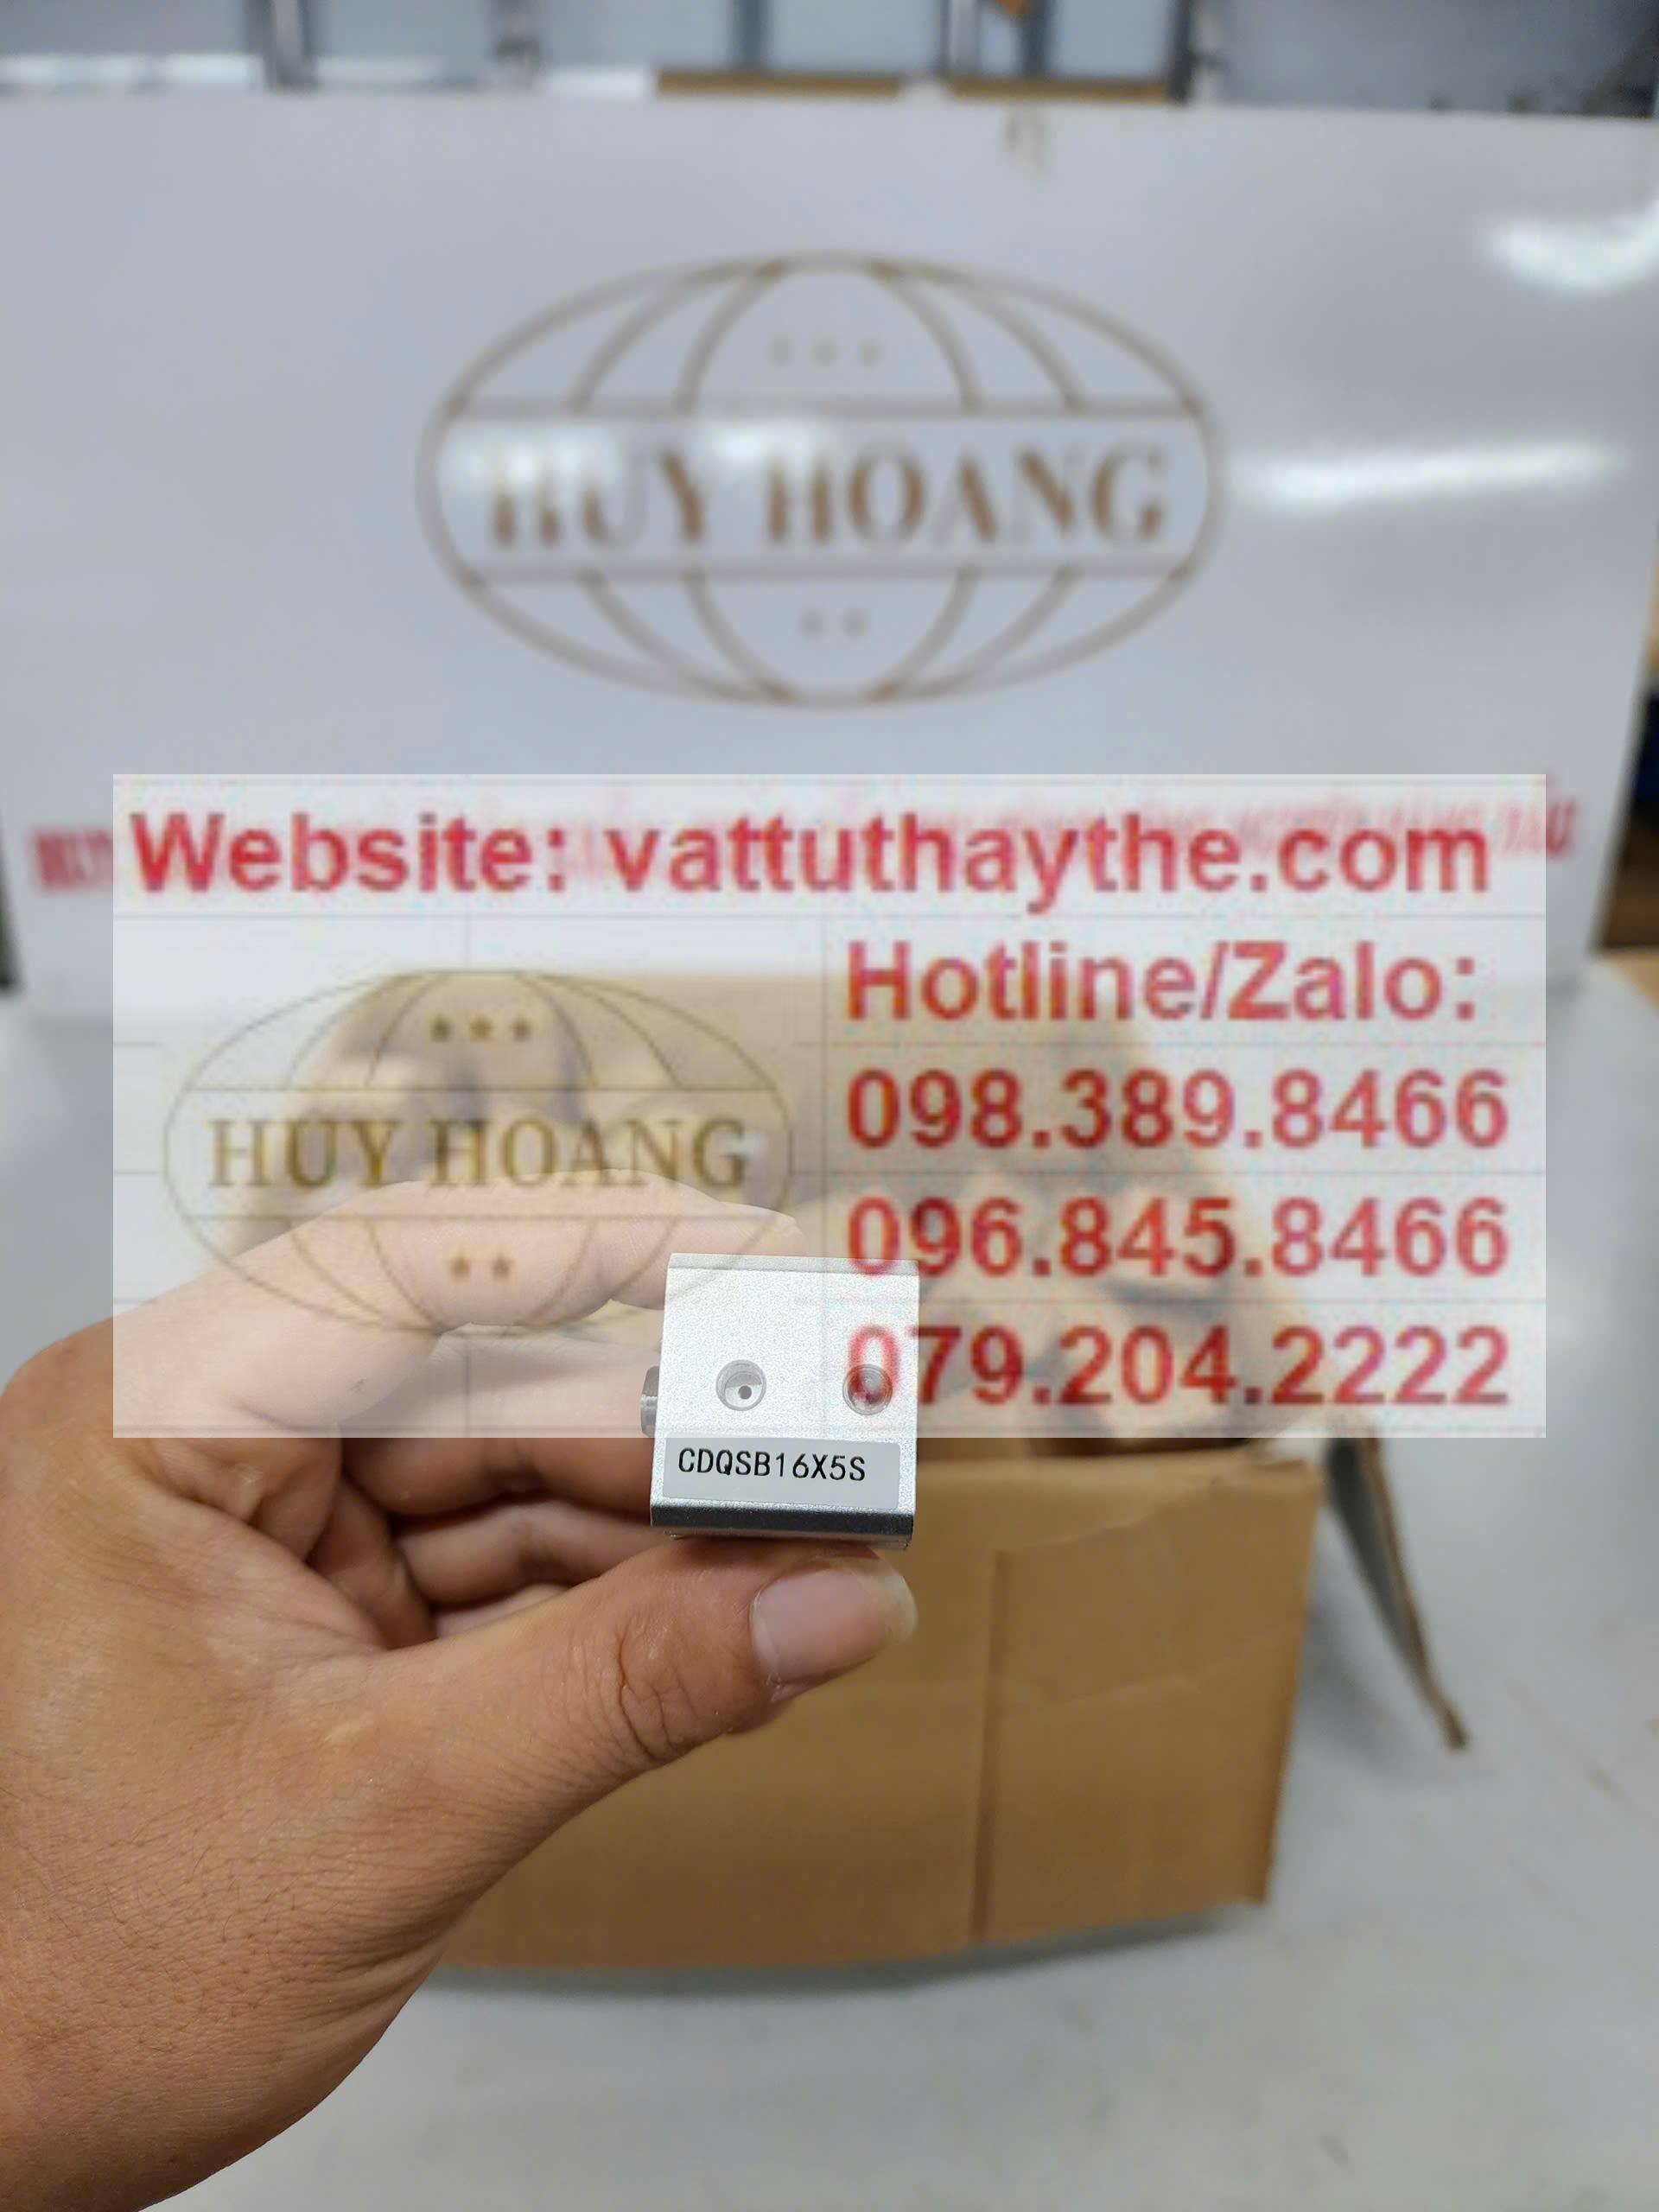 HUY HOANG
Website: vattuthaythe.com
Hotline/Zalo:
098.389.8466
HUY HOANG
096.845.8466
079.204.2222
CDQSB16X5S